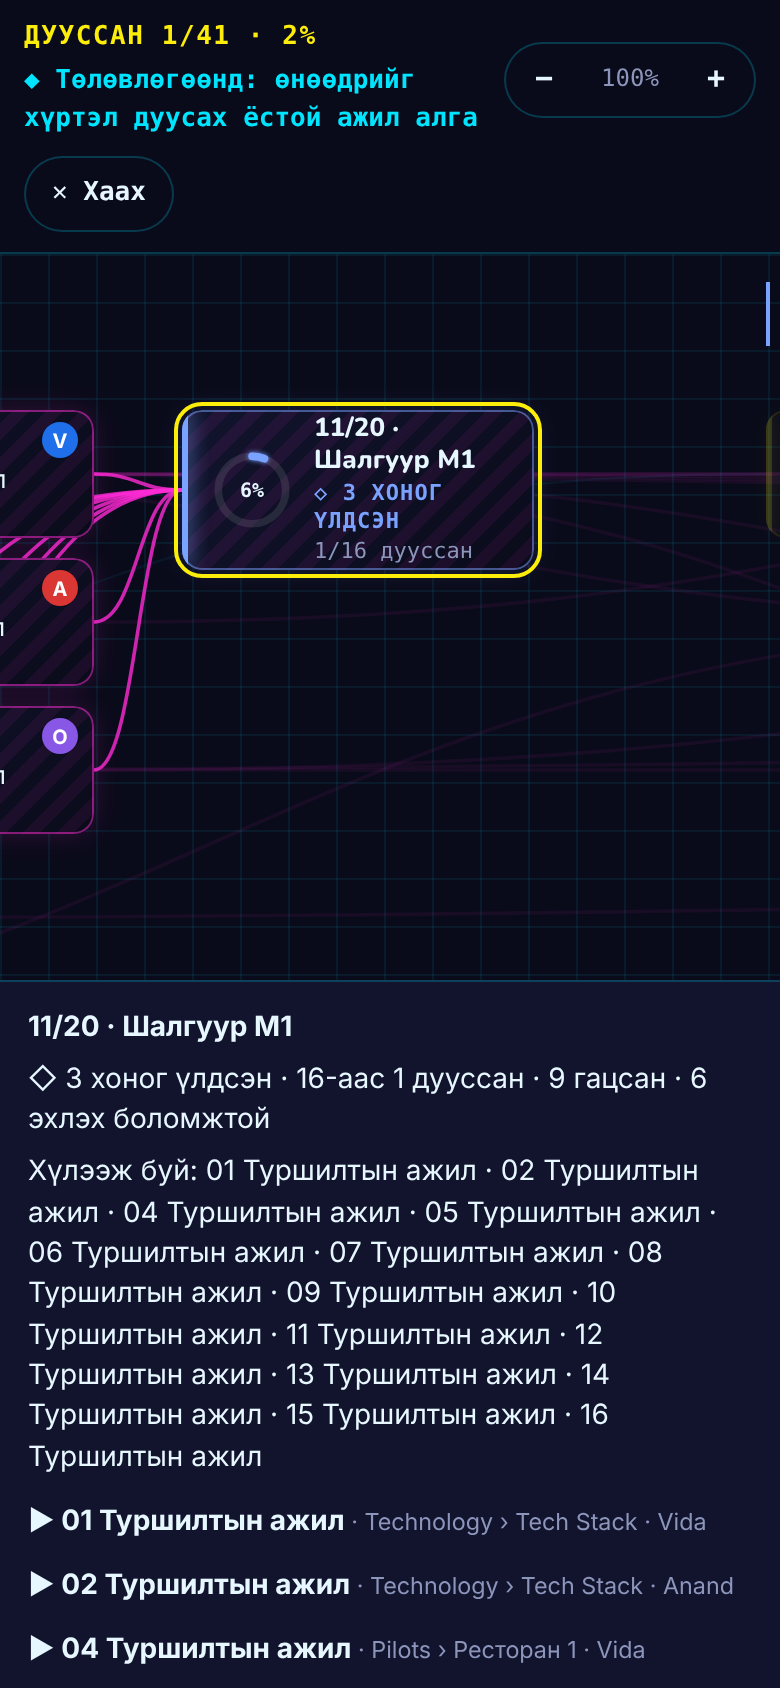 ДУУССАН 1/41 · 2%
◆ Төлөвлөгөөнд: өнөөдрийг
хүртэл дуусах ёстой ажил алга
− 100% +
× Хаах
V
A
O
6%
11/20 ·
Шалгуур M1
◇ 3 ХОНОГ
ҮЛДСЭН
1/16 дууссан
11/20 · Шалгуур M1
◇ 3 хоног үлдсэн · 16-аас 1 дууссан · 9 гацсан · 6
эхлэх боломжтой
Хүлээж буй: 01 Туршилтын ажил · 02 Туршилтын
ажил · 04 Туршилтын ажил · 05 Туршилтын ажил ·
06 Туршилтын ажил · 07 Туршилтын ажил · 08
Туршилтын ажил · 09 Туршилтын ажил · 10
Туршилтын ажил · 11 Туршилтын ажил · 12
Туршилтын ажил · 13 Туршилтын ажил · 14
Туршилтын ажил · 15 Туршилтын ажил · 16
Туршилтын ажил
▶ 01 Туршилтын ажил · Technology › Tech Stack · Vida
▶ 02 Туршилтын ажил · Technology › Tech Stack · Anand
▶ 04 Туршилтын ажил · Pilots › Ресторан 1 · Vida